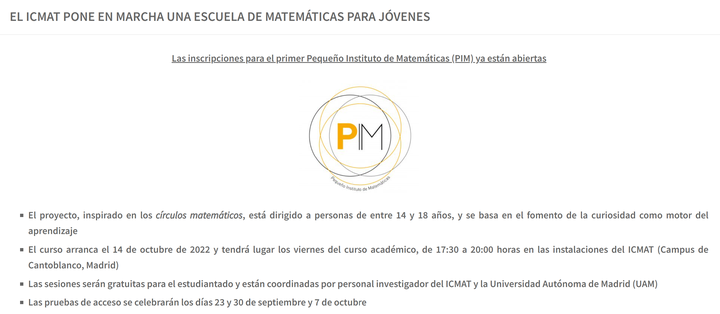 EL ICMAT PONE EN MARCHA UNA ESCUELA DE MATEMÁTICAS PARA JÓVENES
Las inscripciones para el primer Pequeño Instituto de Matemáticas (PIM) ya están abiertas
PIM
Pequeño Instituto de Matemáticas
El proyecto, inspirado en los círculos matemáticos, está dirigido a personas de entre 14 y 18 años, y se basa en el fomento de la curiosidad como motor del
aprendizaje
El curso arranca el 14 de octubre de 2022 y tendrá lugar los viernes del curso académico, de 17:30 a 20:00 horas en las instalaciones del ICMAT (Campus de
Cantoblanco, Madrid)
Las sesiones serán gratuitas para el estudiantado y están coordinadas por personal investigador del ICMAT y la Universidad Autónoma de Madrid (UAM)
Las pruebas de acceso se celebrarán los días 23 y 30 de septiembre y 7 de octubre